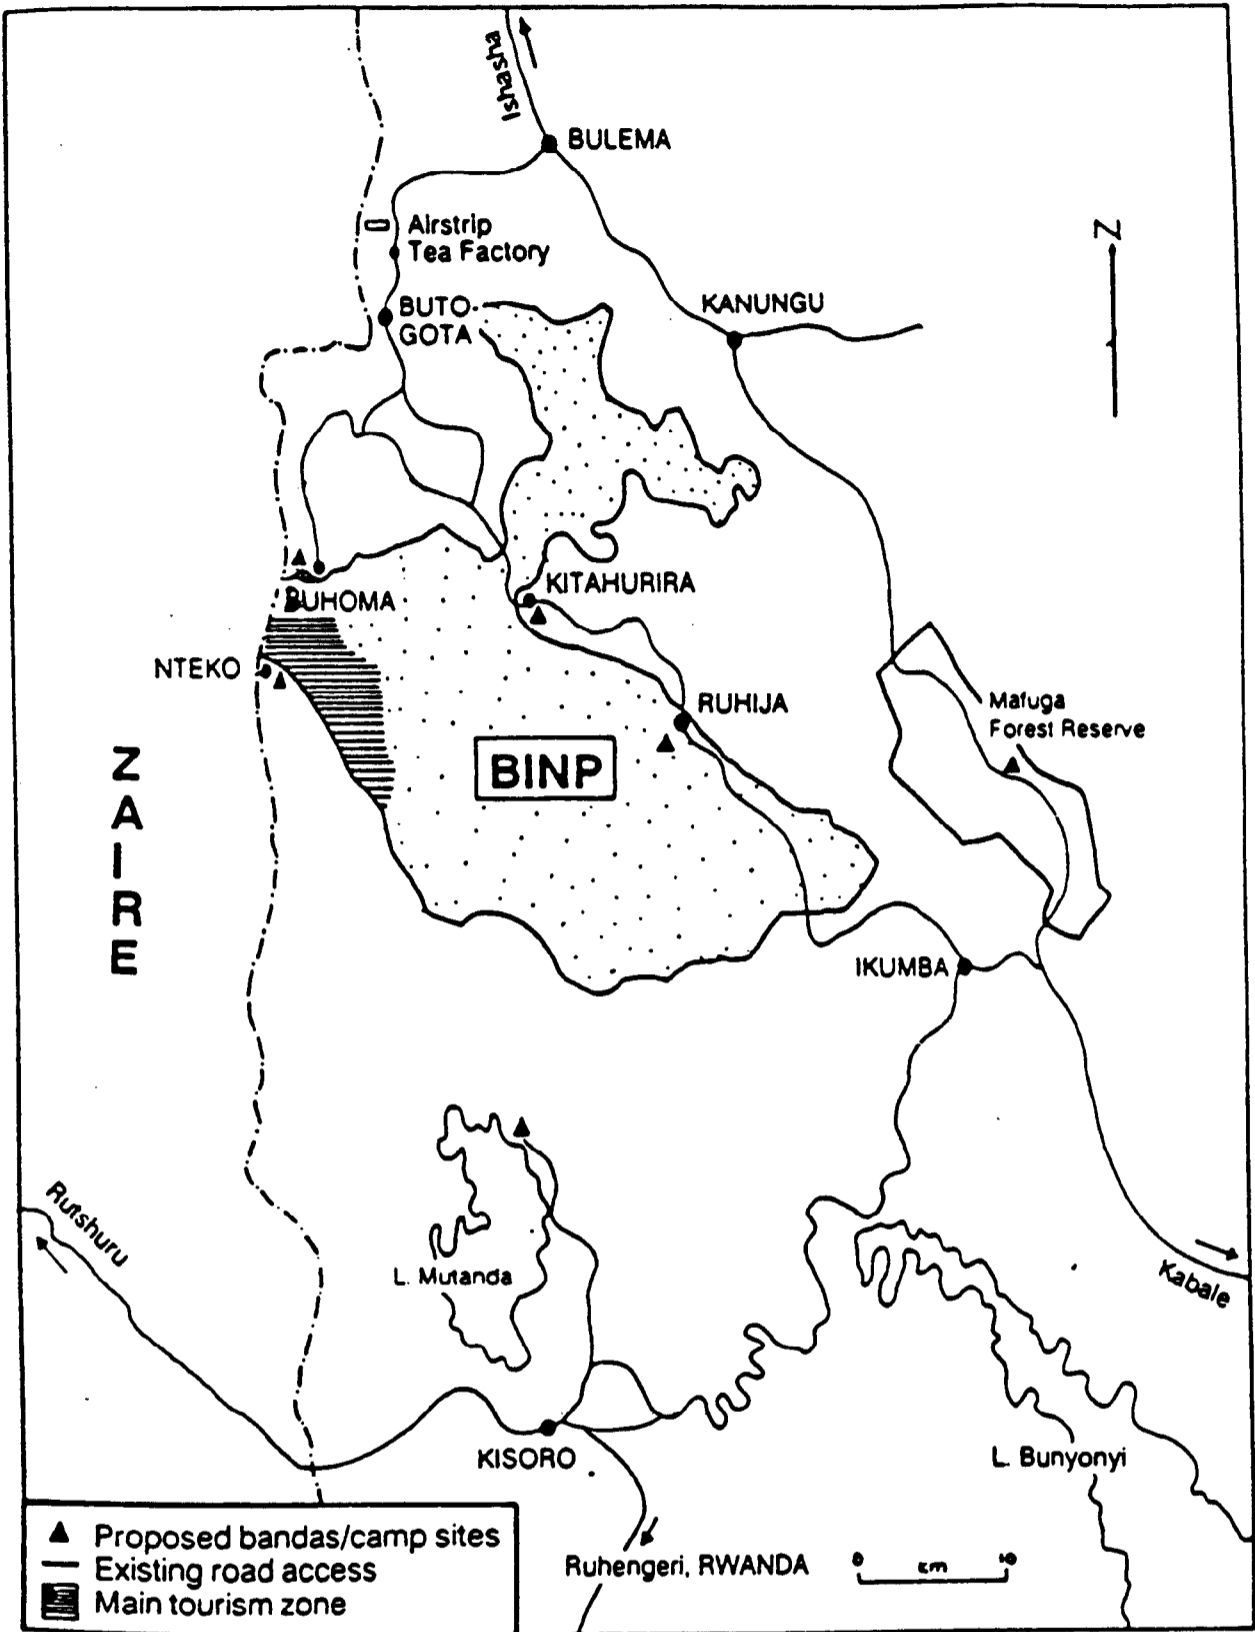 Ishasha
BULEMA
Airstrip
Tea Factory
N
BUTO-
GOTA
KANUNGU
KITAHURIRA
BUHOMA
NTEKO
RUHIJA
Mafuga
Forest Reserve
BINP
ZAIRE
IKUMBA
Rutshuru
L. Mutanda
Kabale
KISORO
L. Bunyonyi
Ruhengeri, RWANDA
0 km 10
Proposed bandas/camp sites
Existing road access
Main tourism zone